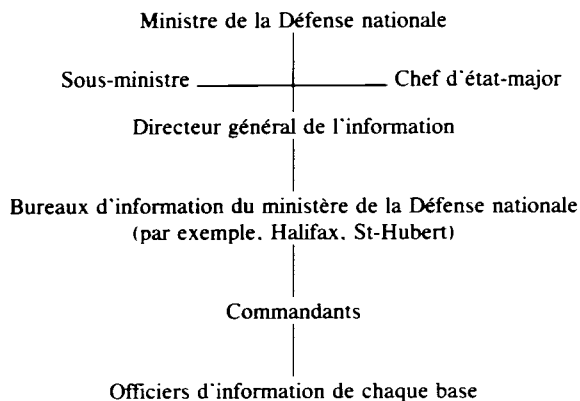 Ministre de la Défense nationale
Sous-ministre Chef d'état-major
Directeur général de l'information
Bureaux d'information du ministère de la Défense nationale
(par exemple. Halifax. St-Hubert)
Commandants
Officiers d'information de chaque base